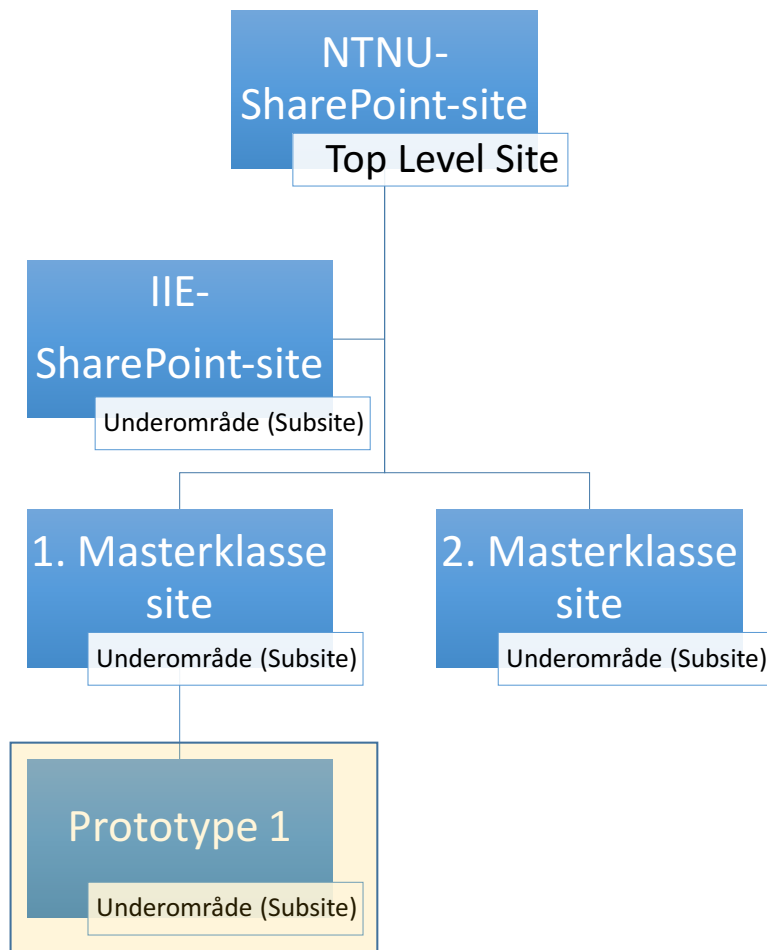 NTNU-
SharePoint-site
Top Level Site
IIE-
SharePoint-site
Underområde (Subsite)
1. Masterklasse
site
Underområde (Subsite)
2. Masterklasse
site
Underområde (Subsite)
Prototype 1
Underområde (Subsite)